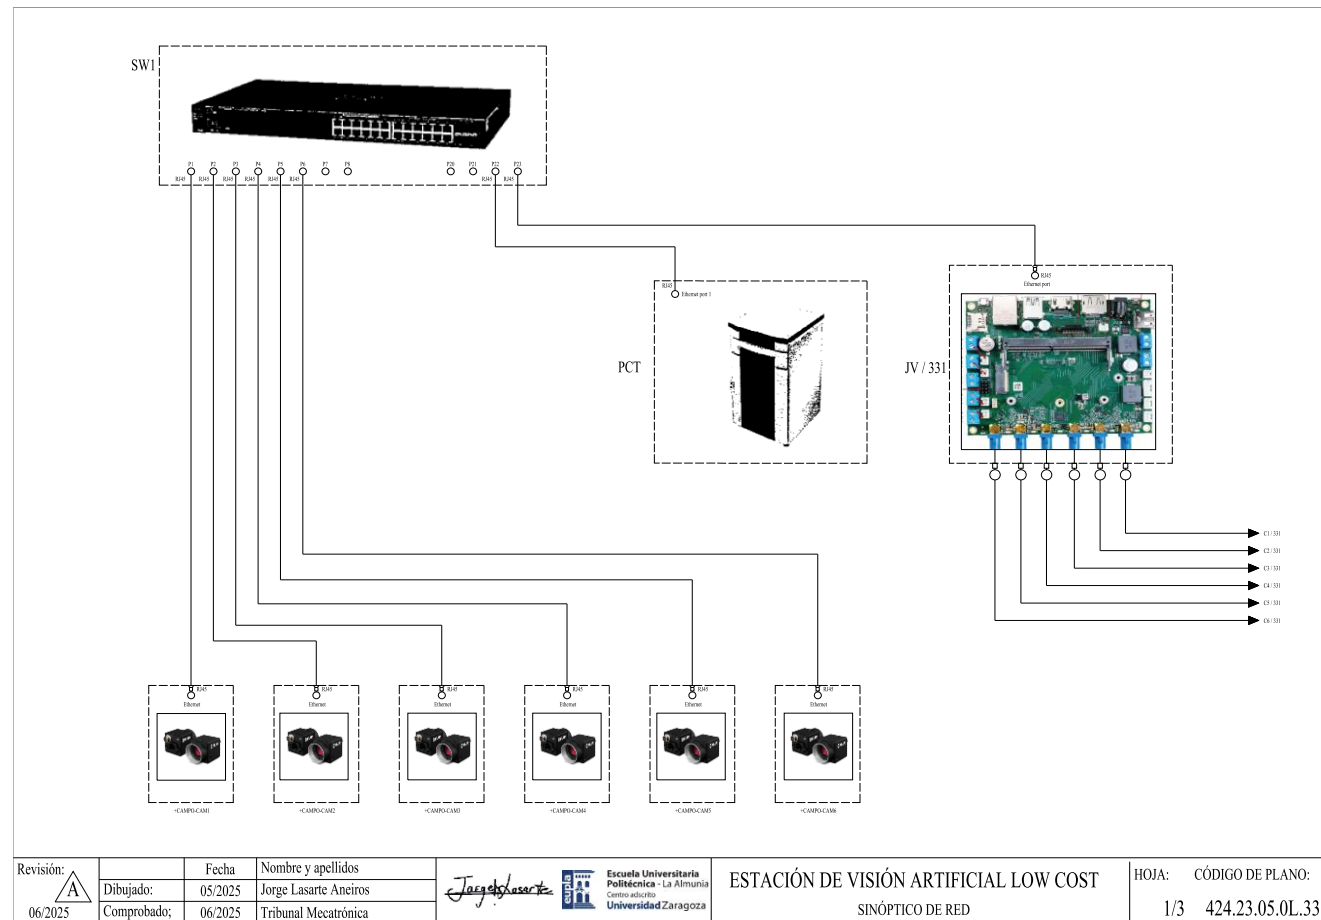 SW1
P1 P2 P3 P4 P5 P6 P7 P8 P20 P21 P22 P23
RJ45 RJ45 RJ45 RJ45 RJ45 RJ45 RJ45 RJ45
RJ45
Ethernet port
RJ45
Ethernet port 1
PCT
JV / 331
C1 / 331
C2 / 331
C3 / 331
C4 / 331
C5 / 331
C6 / 331
RJ45 RJ45 RJ45 RJ45 RJ45 RJ45
Ethernet Ethernet Ethernet Ethernet Ethernet Ethernet
+CAMPO-CAM1 +CAMPO-CAM2 +CAMPO-CAM3 +CAMPO-CAM4 +CAMPO-CAM5 +CAMPO-CAM6
Revisión:
A
06/2025
Fecha Nombre y apellidos
Dibujado: 05/2025 Jorge Lasarte Aneiros
Comprobado; 06/2025 Tribunal Mecatrónica
Jorge Lasarte
eupla
Escuela Universitaria
Politécnica - La Almunia
Centro adscrito
Universidad Zaragoza
ESTACIÓN DE VISIÓN ARTIFICIAL LOW COST
SINÓPTICO DE RED
HOJA:
1/3
CÓDIGO DE PLANO:
424.23.05.0L.33